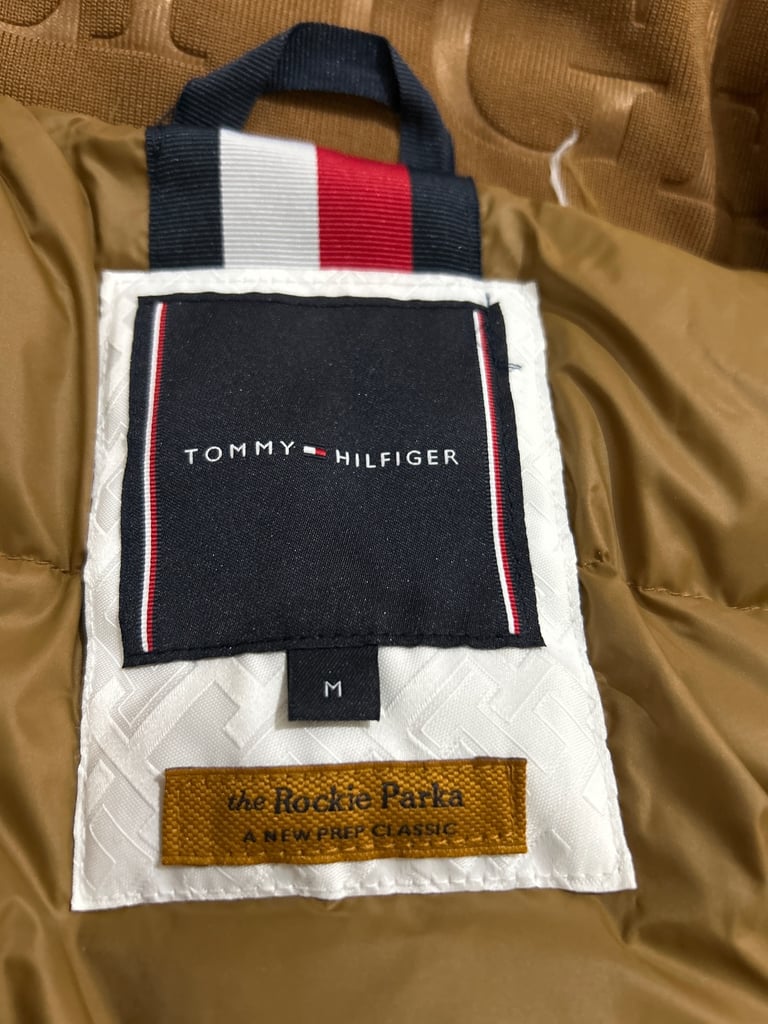 TOMMY HILFIGER
M
the Rockie Parka
A NEW PREP CLASSIC